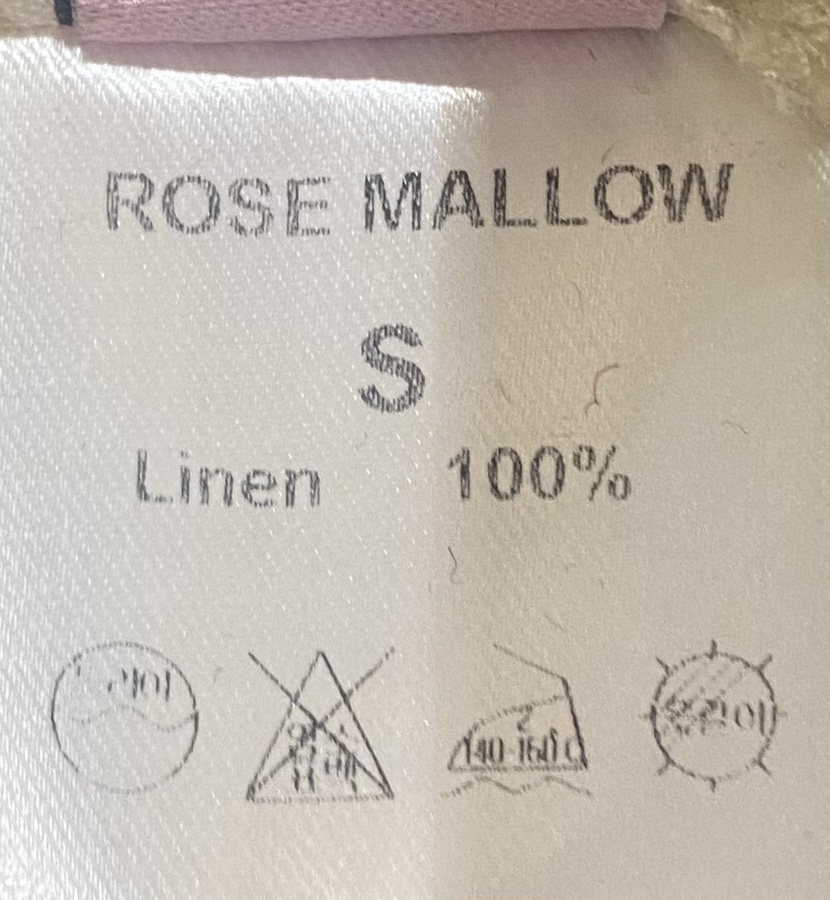 ROSE MALLOW
S
Linen 100%
140-160℃